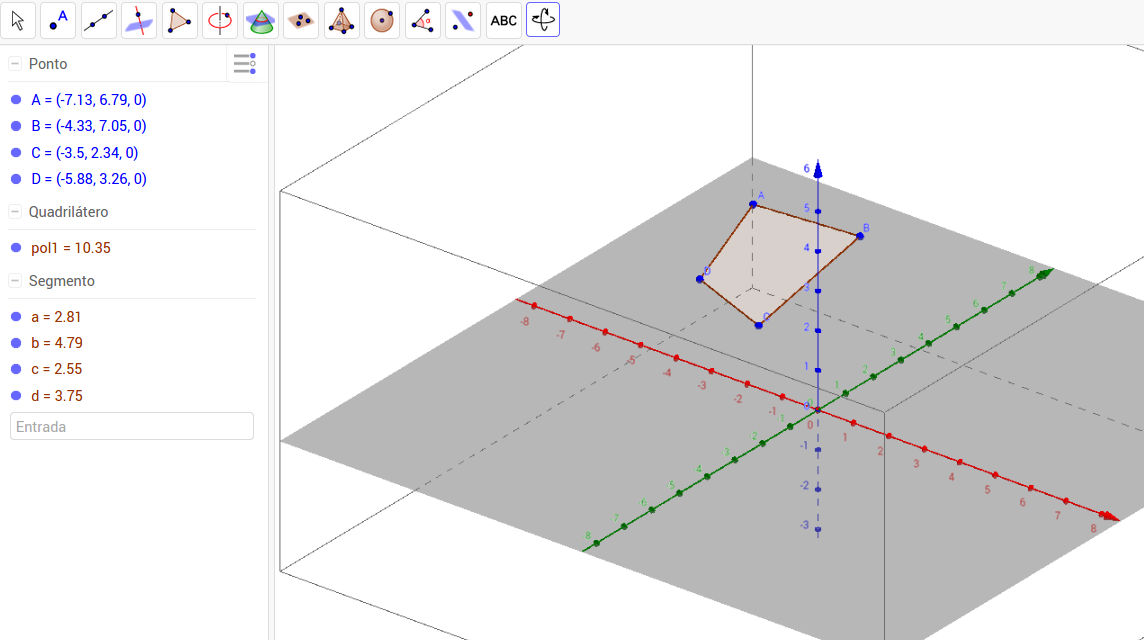 ABC
Ponto
A = (-7.13, 6.79, 0)
B = (-4.33, 7.05, 0)
C = (-3.5, 2.34, 0)
D = (-5.88, 3.26, 0)
Quadrilátero
pol1 = 10.35
Segmento
a = 2.81
b = 4.79
c = 2.55
d = 3.75
Entrada
A
B
C
D
6
5
4
3
2
1
0
-1
-2
-3
-8
-7
-6
-5
-4
-3
-2
-1
0
1
2
3
4
5
6
7
8
8
7
6
5
4
3
2
1
0
1
2
3
4
5
6
7
8
α